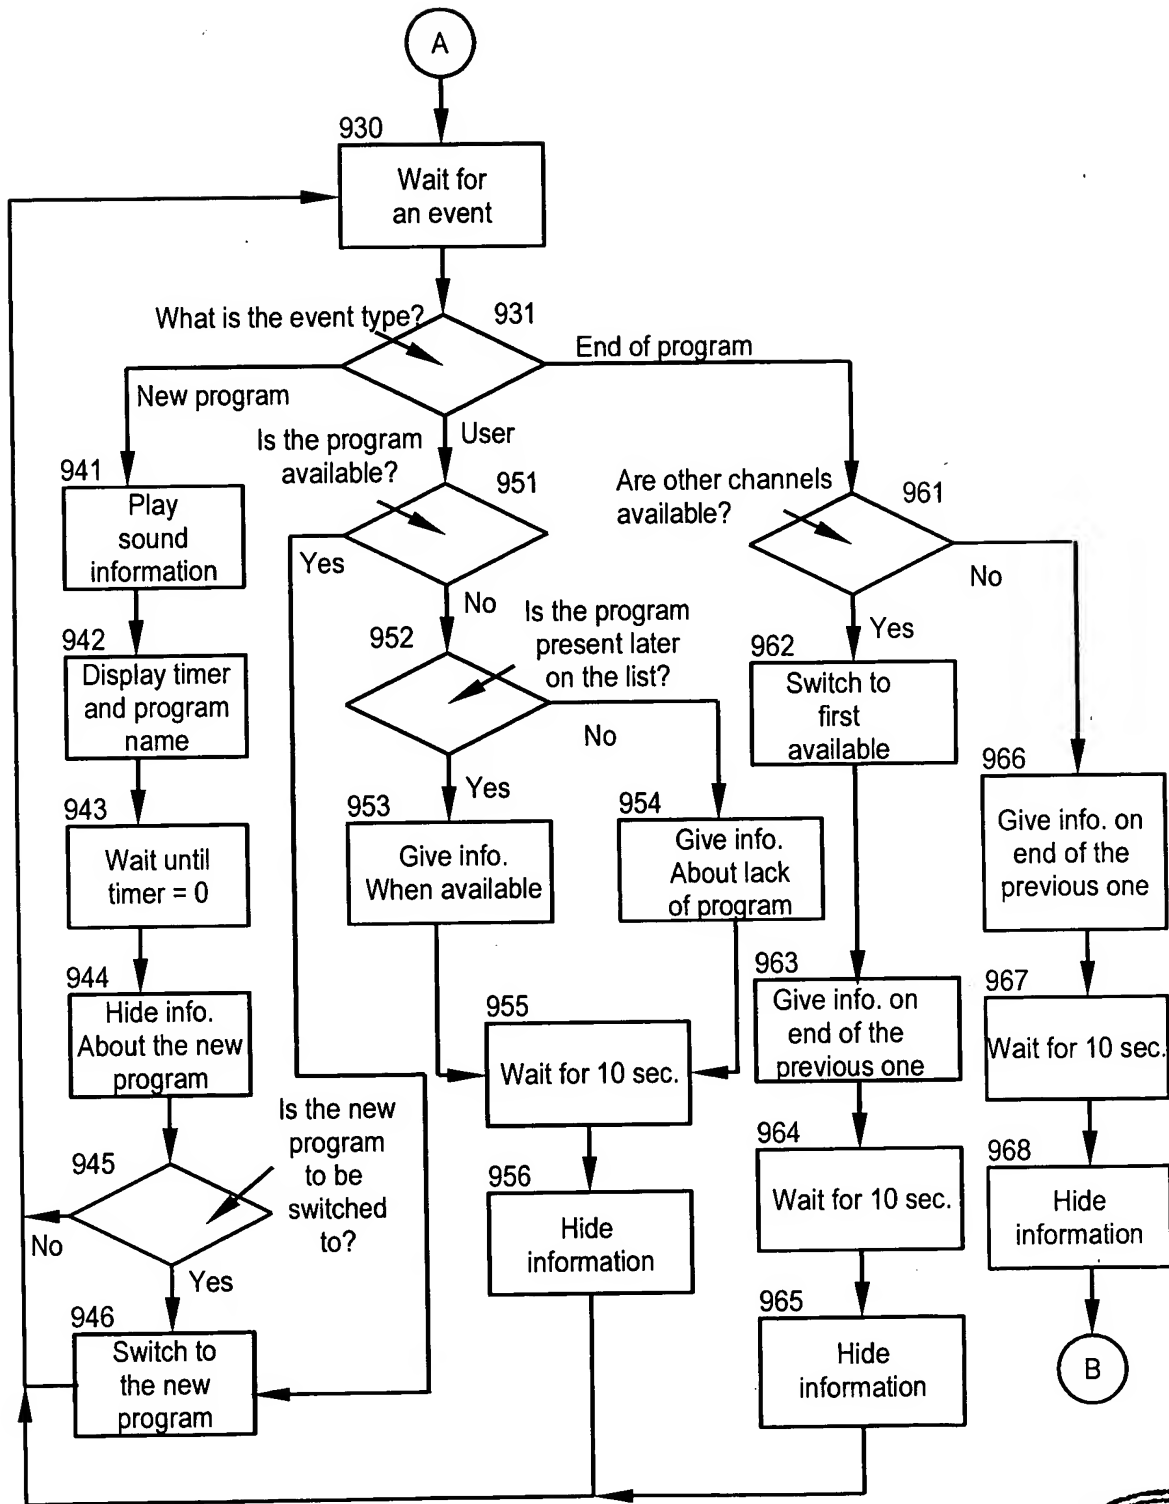 A
930
Wait for
an event
What is the event type?
931
End of program
New program
User
Is the program
available?
951
941
Play
sound
information
Are other channels
available?
961
Yes
No
No
Is the program
present later
on the list?
952
942
Display timer
and program
name
Yes
962
Switch to
first
available
No
Yes
943
Wait until
timer = 0
953
Give info.
When available
954
Give info.
About lack
of program
966
Give info. on
end of the
previous one
944
Hide info.
About the new
program
955
Wait for 10 sec.
963
Give info. on
end of the
previous one
967
Wait for 10 sec.
Is the new
program
to be
switched
to?
945
No
Yes
956
Hide
information
964
Wait for 10 sec.
968
Hide
information
946
Switch to
the new
program
965
Hide
information
B